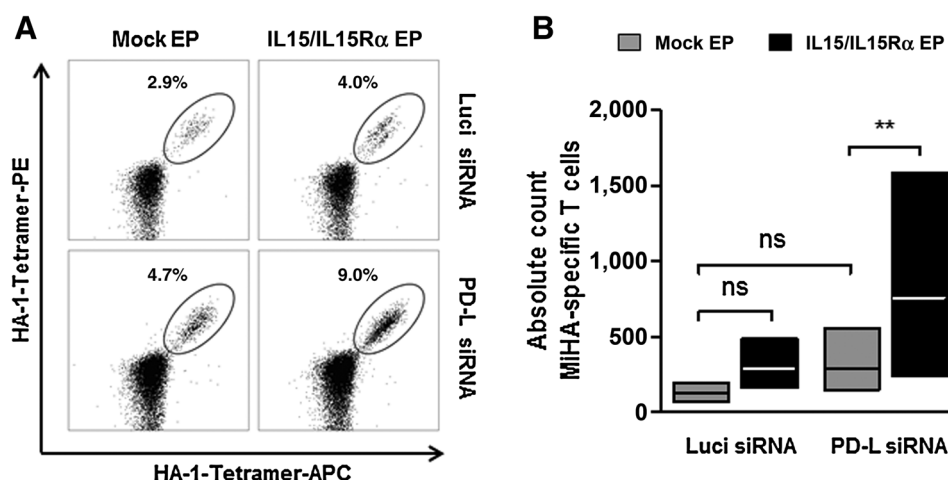 A
Mock EP
IL15/IL15Rα EP
2.9%
4.0%
Luci siRNA
4.7%
9.0%
PD-L siRNA
HA-1-Tetramer-PE
HA-1-Tetramer-APC
B
Mock EP
IL15/IL15Rα EP
Absolute count
MiHA-specific T cells
2,000
1,500
1,000
500
0
**
ns
ns
Luci siRNA
PD-L siRNA